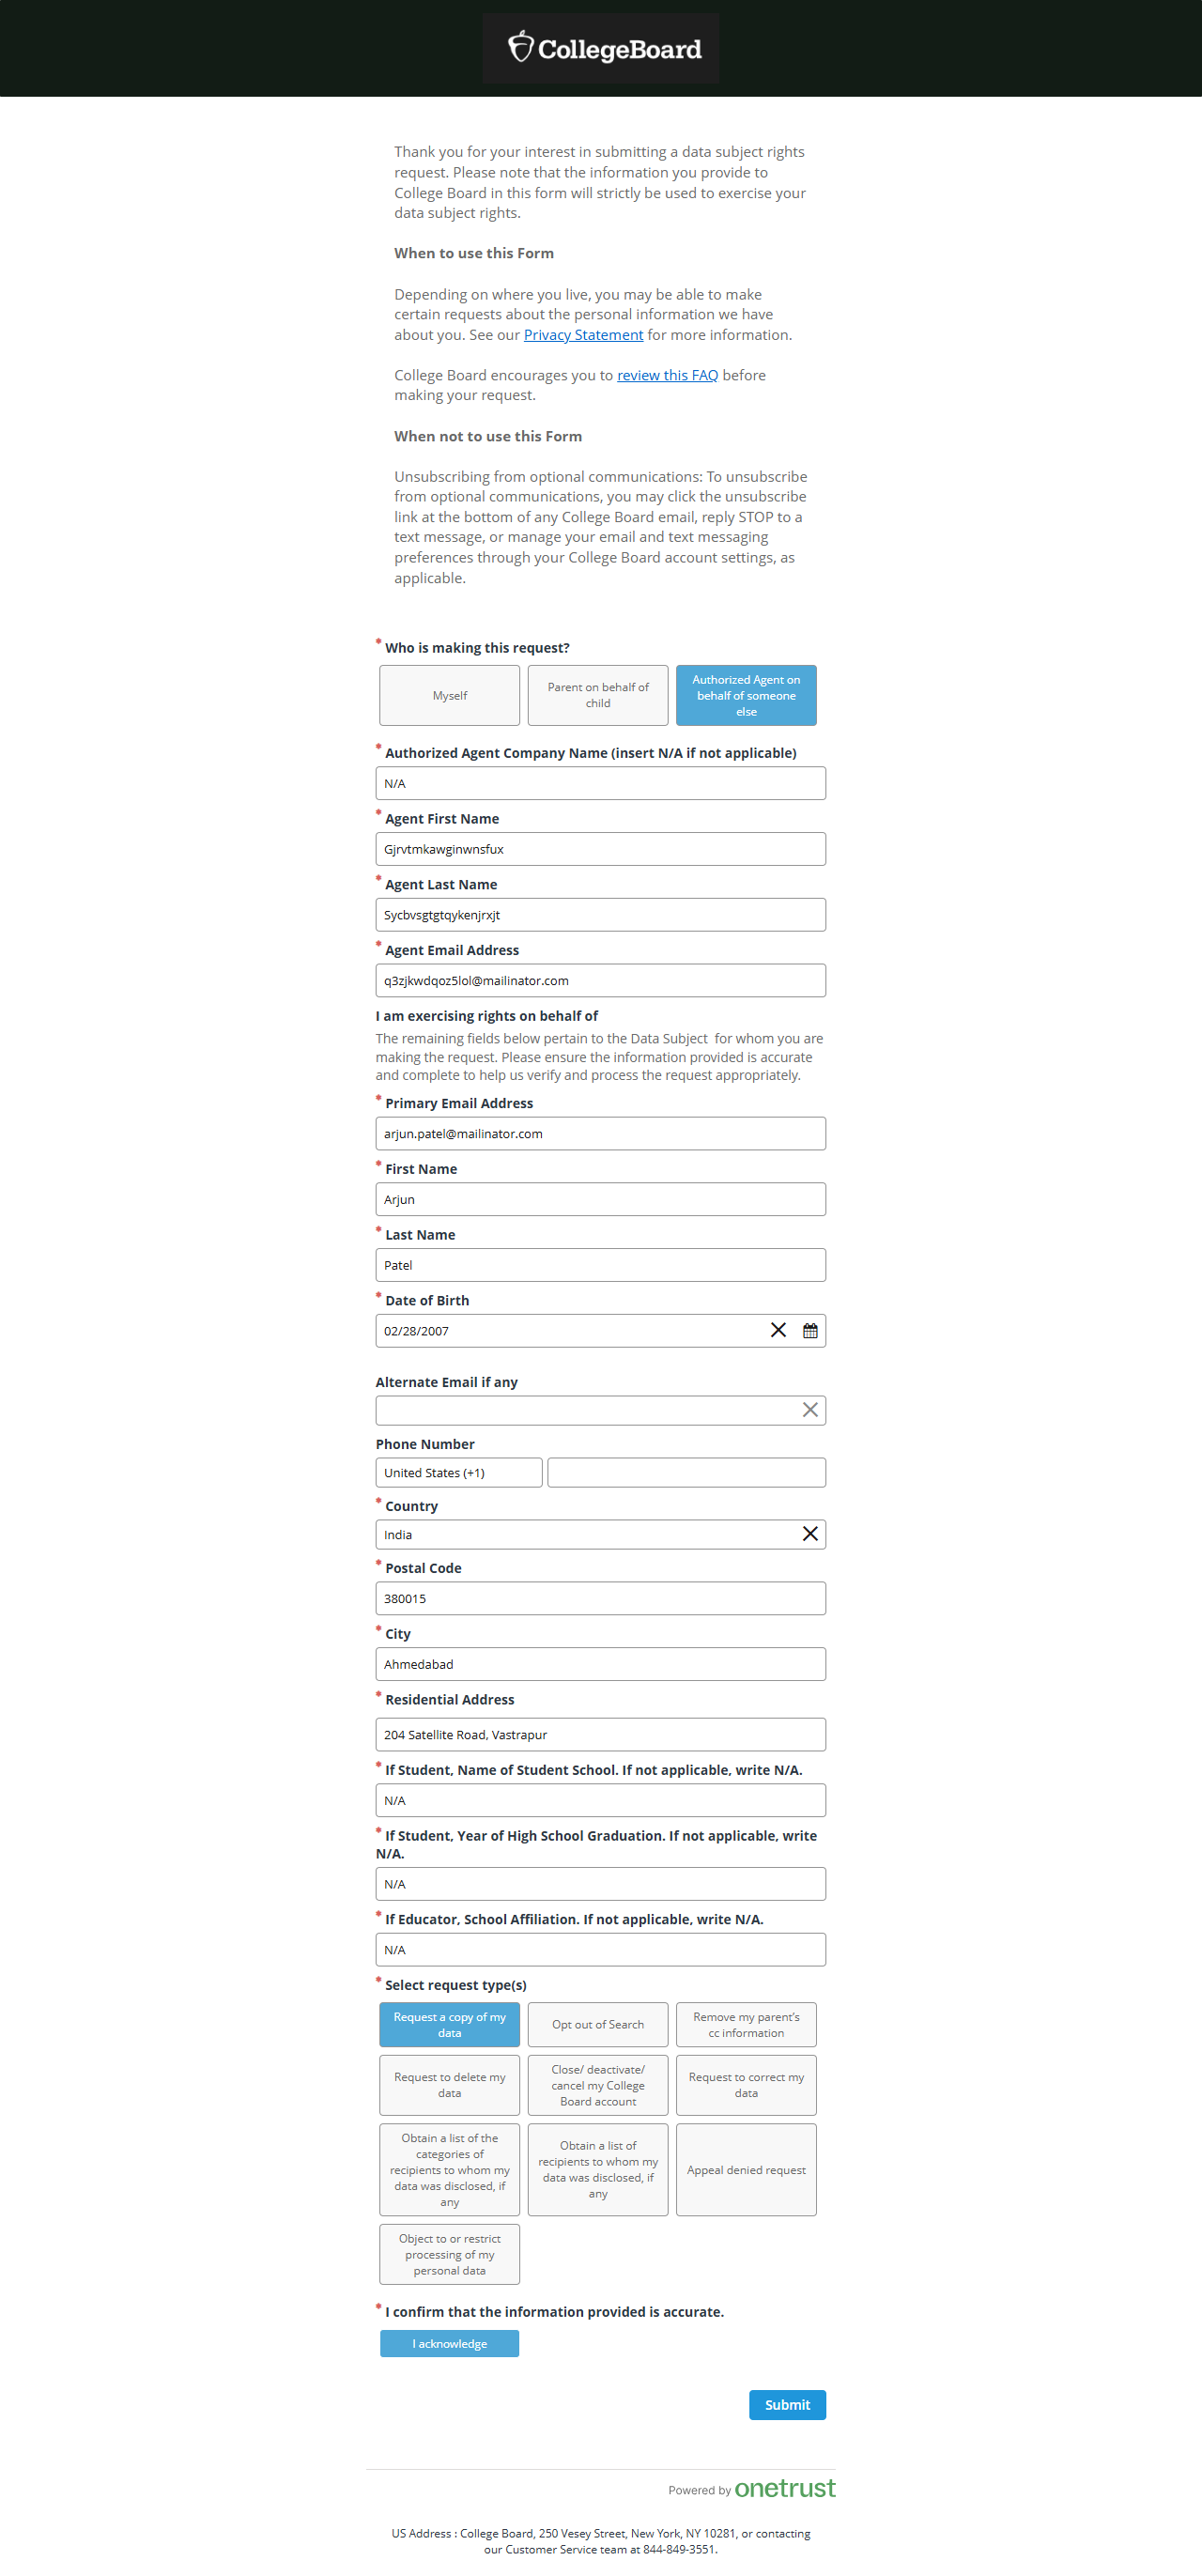 CollegeBoard
Thank you for your interest in submitting a data subject rights
request. Please note that the information you provide to
College Board in this form will strictly be used to exercise your
data subject rights.
When to use this Form
Depending on where you live, you may be able to make
certain requests about the personal information we have
about you. See our Privacy Statement for more information.
College Board encourages you to review this FAQ before
making your request.
When not to use this Form
Unsubscribing from optional communications: To unsubscribe
from optional communications, you may click the unsubscribe
link at the bottom of any College Board email, reply STOP to a
text message, or manage your email and text messaging
preferences through your College Board account settings, as
applicable.
* Who is making this request?
Myself
Parent on behalf of
child
Authorized Agent on
behalf of someone
else
* Authorized Agent Company Name (insert N/A if not applicable)
N/A
* Agent First Name
Gjrvtmkawginwnsfux
* Agent Last Name
Sycbvsgtgtqykenjrxjt
* Agent Email Address
q3zjkwdqoz5lol@mailinator.com
I am exercising rights on behalf of
The remaining fields below pertain to the Data Subject for whom you are
making the request. Please ensure the information provided is accurate
and complete to help us verify and process the request appropriately.
* Primary Email Address
arjun.patel@mailinator.com
* First Name
Arjun
* Last Name
Patel
* Date of Birth
02/28/2007
Alternate Email if any
Phone Number
United States (+1)
* Country
India
* Postal Code
380015
* City
Ahmedabad
* Residential Address
204 Satellite Road, Vastrapur
* If Student, Name of Student School. If not applicable, write N/A.
N/A
* If Student, Year of High School Graduation. If not applicable, write
N/A.
N/A
* If Educator, School Affiliation. If not applicable, write N/A.
N/A
* Select request type(s)
Request a copy of my
data
Opt out of Search
Remove my parent's
cc information
Request to delete my
data
Close/ deactivate/
cancel my College
Board account
Request to correct my
data
Obtain a list of the
categories of
recipients to whom my
data was disclosed, if
any
Obtain a list of
recipients to whom my
data was disclosed, if
any
Appeal denied request
Object to or restrict
processing of my
personal data
* I confirm that the information provided is accurate.
I acknowledge
Submit
Powered by onetrust
US Address : College Board, 250 Vesey Street, New York, NY 10281, or contacting
our Customer Service team at 844-849-3551.